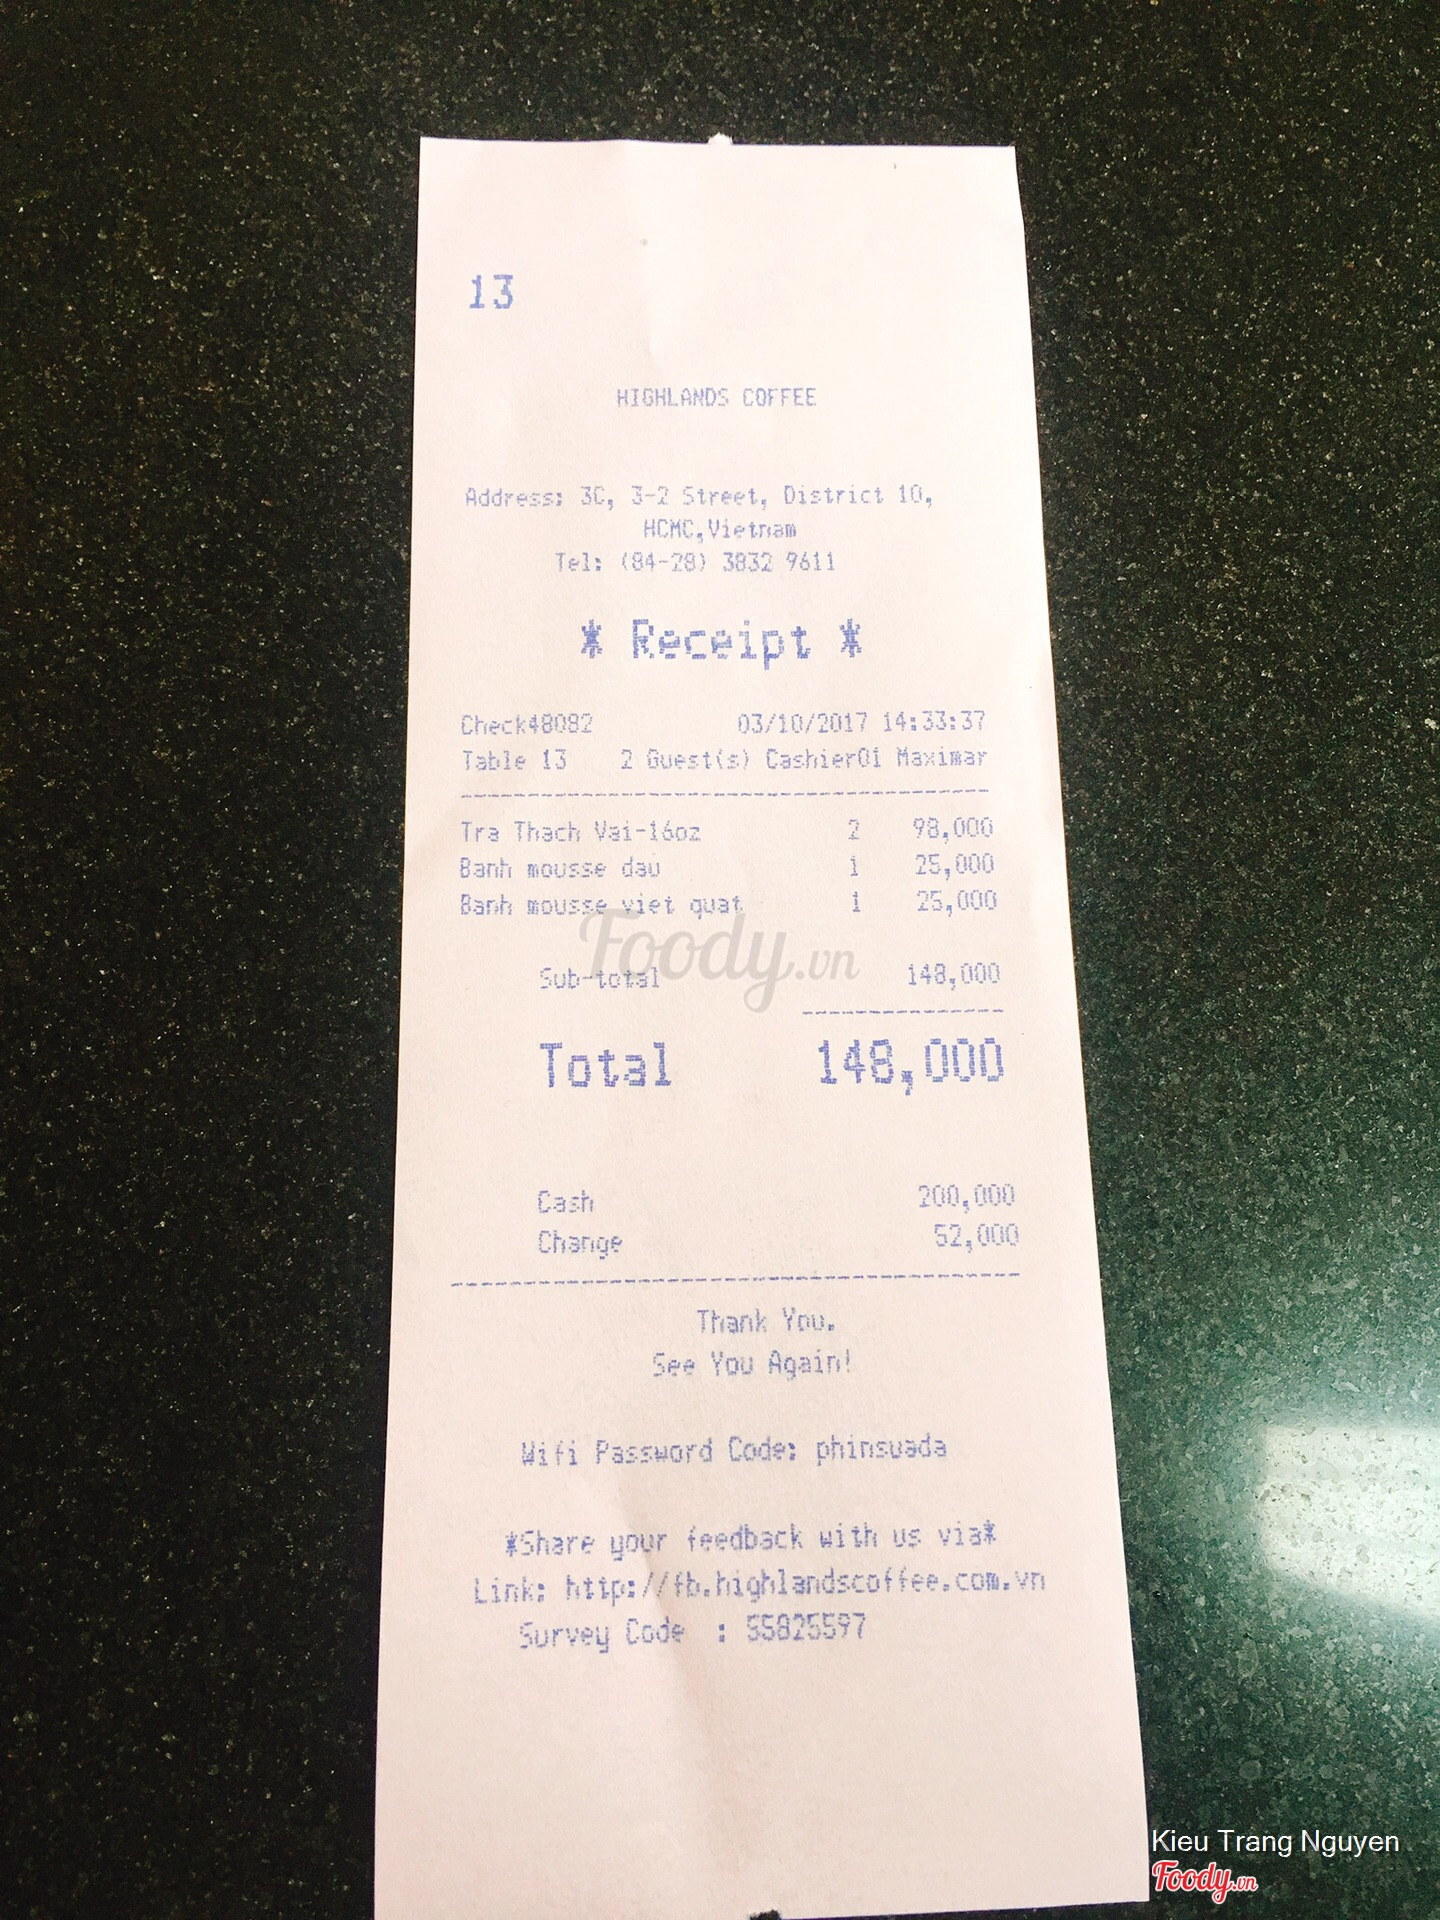 13
HIGHLANDS COFFEE
Address: 3C, 3-2 Street, District 10,
HCMC,Vietnam
Tel: (84-28) 3832 9611
* Receipt *
Check48082 03/10/2017 14:33:37
Table 13 2 Guest(s) Cashier01 Maximar
Tra Thach Vai-16oz 2 98,000
Banh mousse dau 1 25,000
Banh mousse viet quat 1 25,000
Foody.vn
Sub-total 148,000
Total 148,000
Cash 200,000
Change 52,000
Thank You.
See You Again!
Wifi Password Code: phinsuada
*Share your feedback with us via*
Link: http://fb.highlandscoffee.com.vn
Survey Code : 55825597
Kieu Trang Nguyen
Foody.vn